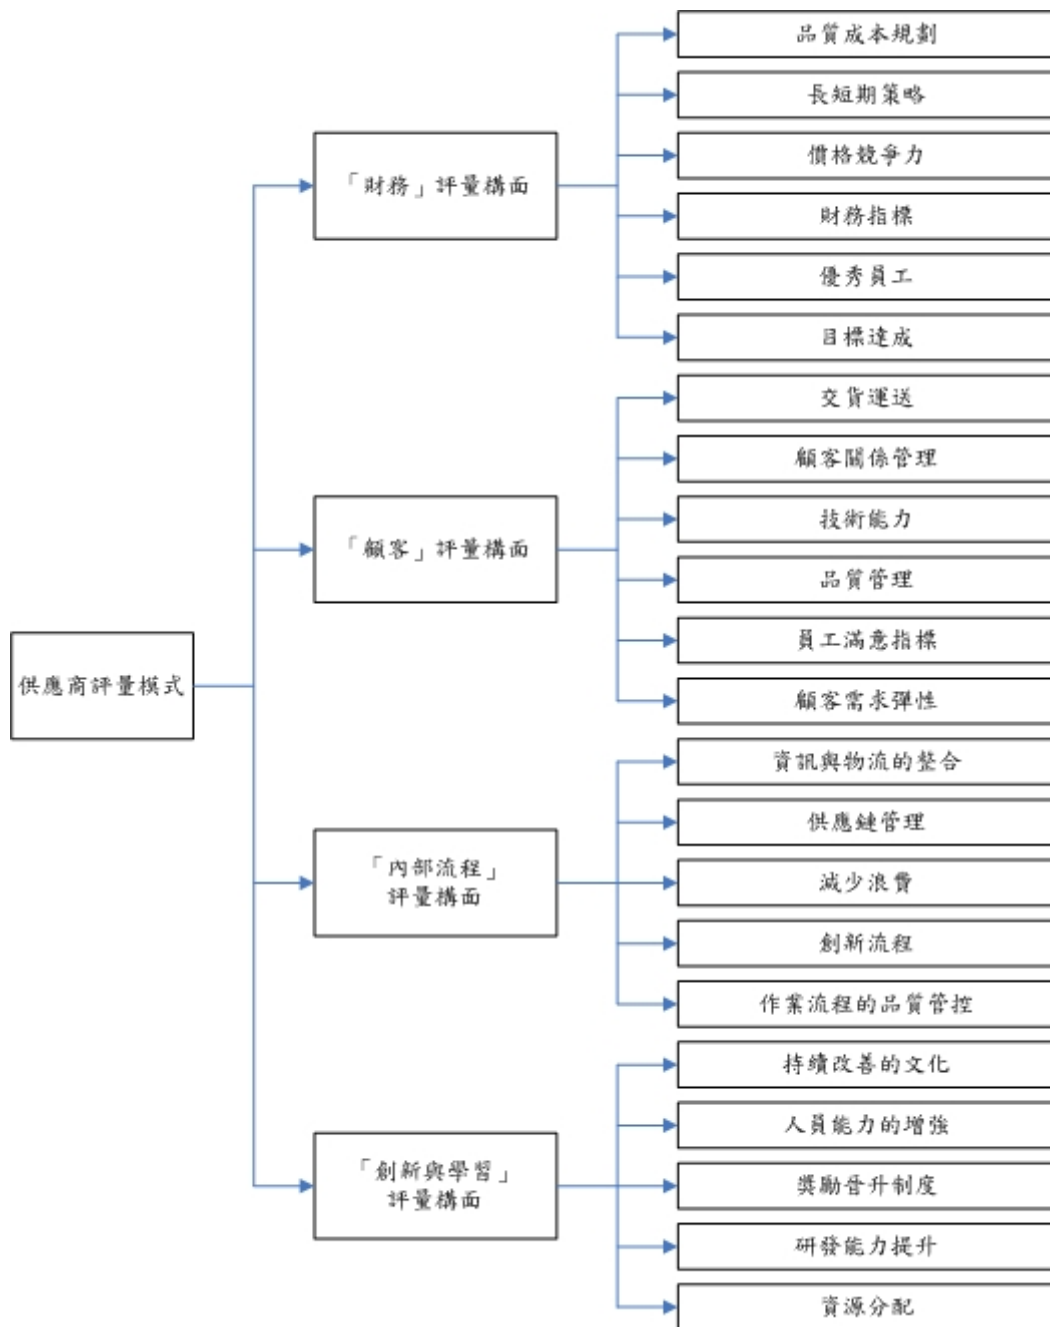 供應商評量模式
「財務」評量構面
品質成本規劃
長短期策略
價格競爭力
財務指標
優秀員工
目標達成
「顧客」評量構面
交貨運送
顧客關係管理
技術能力
品質管理
員工滿意指標
顧客需求彈性
「內部流程」
評量構面
資訊與物流的整合
供應鏈管理
減少浪費
創新流程
作業流程的品質管控
「創新與學習」
評量構面
持續改善的文化
人員能力的增強
獎勵晉升制度
研發能力提升
資源分配